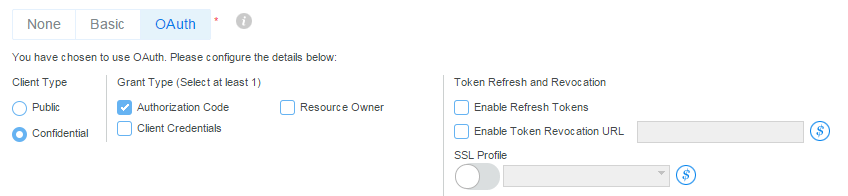 None Basic OAuth * i
You have chosen to use OAuth. Please configure the details below:
Client Type Grant Type (Select at least 1) Token Refresh and Revocation
Public Authorization Code Resource Owner Enable Refresh Tokens
Confidential Client Credentials Enable Token Revocation URL $
SSL Profile
$